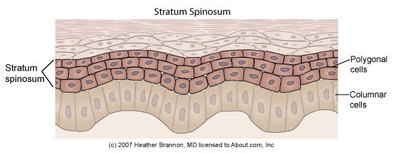 Stratum Spinosum
Stratum
spinosum
Polygonal
cells
Columnar
cells
(c) 2007 Heather Brannon, MD licensed to About.com, Inc